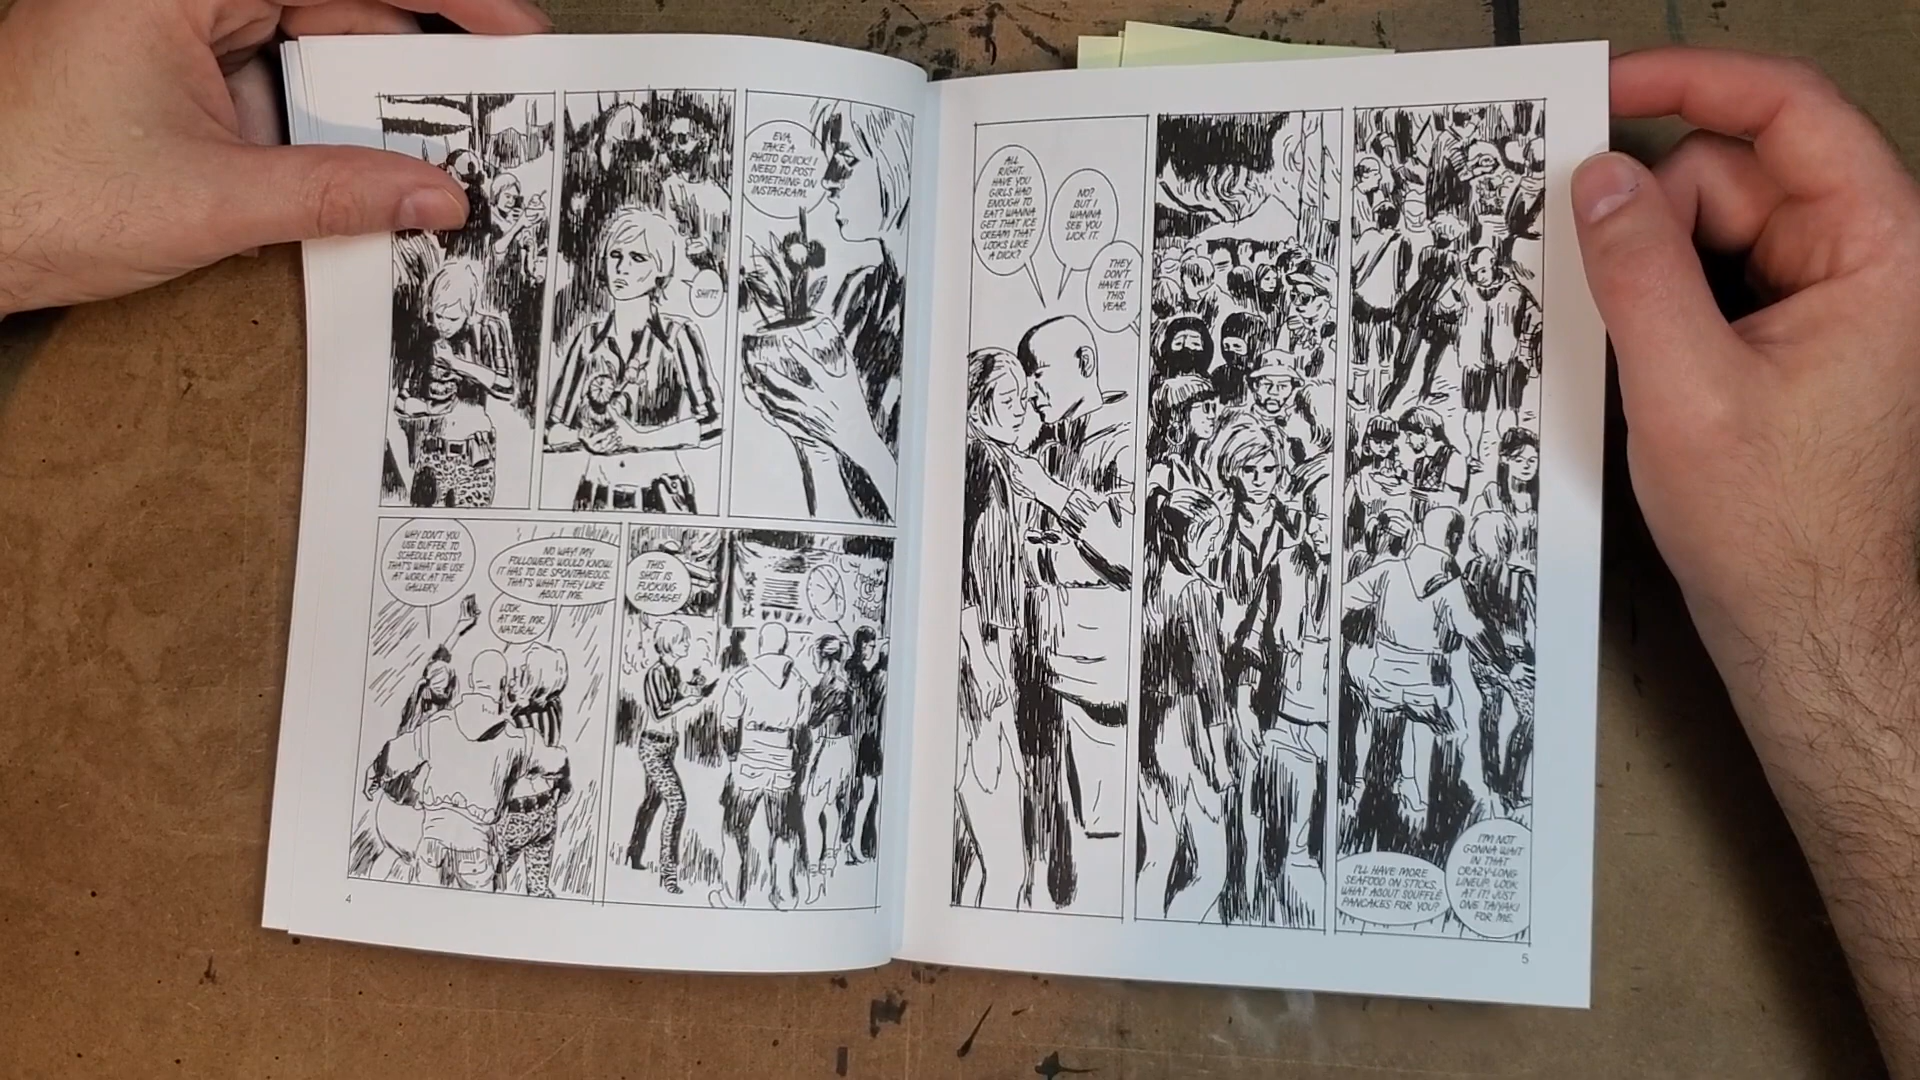 SHIT!
EVA,
TAKE A
PHOTO QUICK! I
NEED TO POST
SOMETHING ON
INSTAGRAM.
WHY DON'T YOU
USE BUFFER TO
SCHEDULE POSTS?
THAT'S WHAT WE USE
AT WORK AT THE
GALLERY.
NO WAY! MY
FOLLOWERS WOULD KNOW.
IT HAS TO BE SPONTANEOUS.
THAT'S WHAT THEY LIKE
ABOUT ME.
LOOK
AT ME, MR.
NATURAL.
THIS
SHOT IS
FUCKING
GARBAGE!
4
ALL
RIGHT.
HAVE YOU
GIRLS HAD
ENOUGH TO
EAT? WANNA
GET THAT ICE
CREAM THAT
LOOKS LIKE
A DICK?
NO?
BUT I
WANNA
SEE YOU
LICK IT.
THEY
DON'T
HAVE IT
THIS
YEAR.
I'LL HAVE MORE
SEAFOOD ON STICKS.
WHAT ABOUT SOUFFLÉ
PANCAKES FOR YOU?
I'M NOT
GONNA WAIT
IN THAT
CRAZY-LONG
LINEUP. LOOK
AT IT! JUST
ONE TAIYAKI
FOR ME.
5